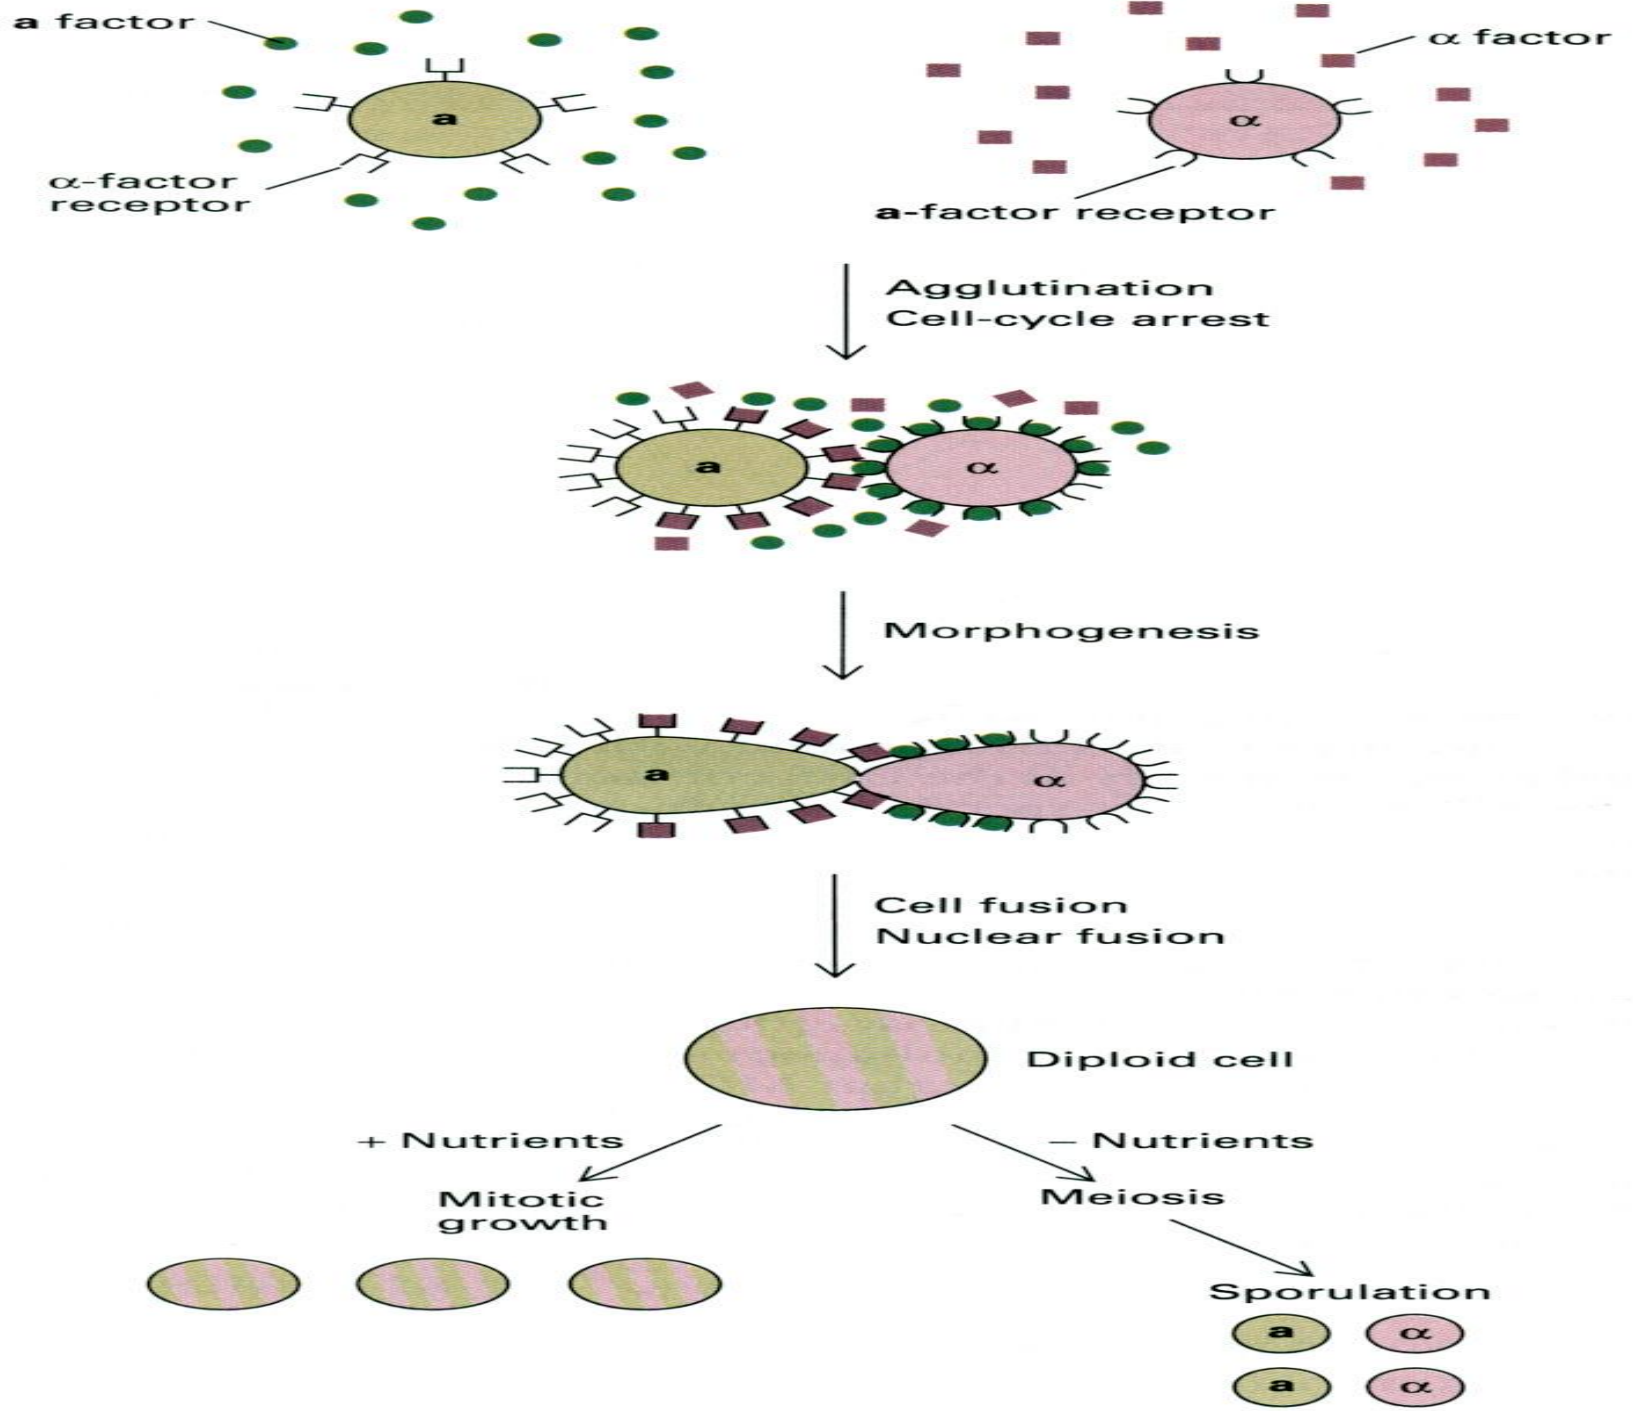 a factor
α factor
a
α
α-factor
receptor
a-factor receptor
Agglutination
Cell-cycle arrest
a
α
Morphogenesis
a
α
Cell fusion
Nuclear fusion
Diploid cell
+ Nutrients
− Nutrients
Mitotic
growth
Meiosis
Sporulation
a α
a α